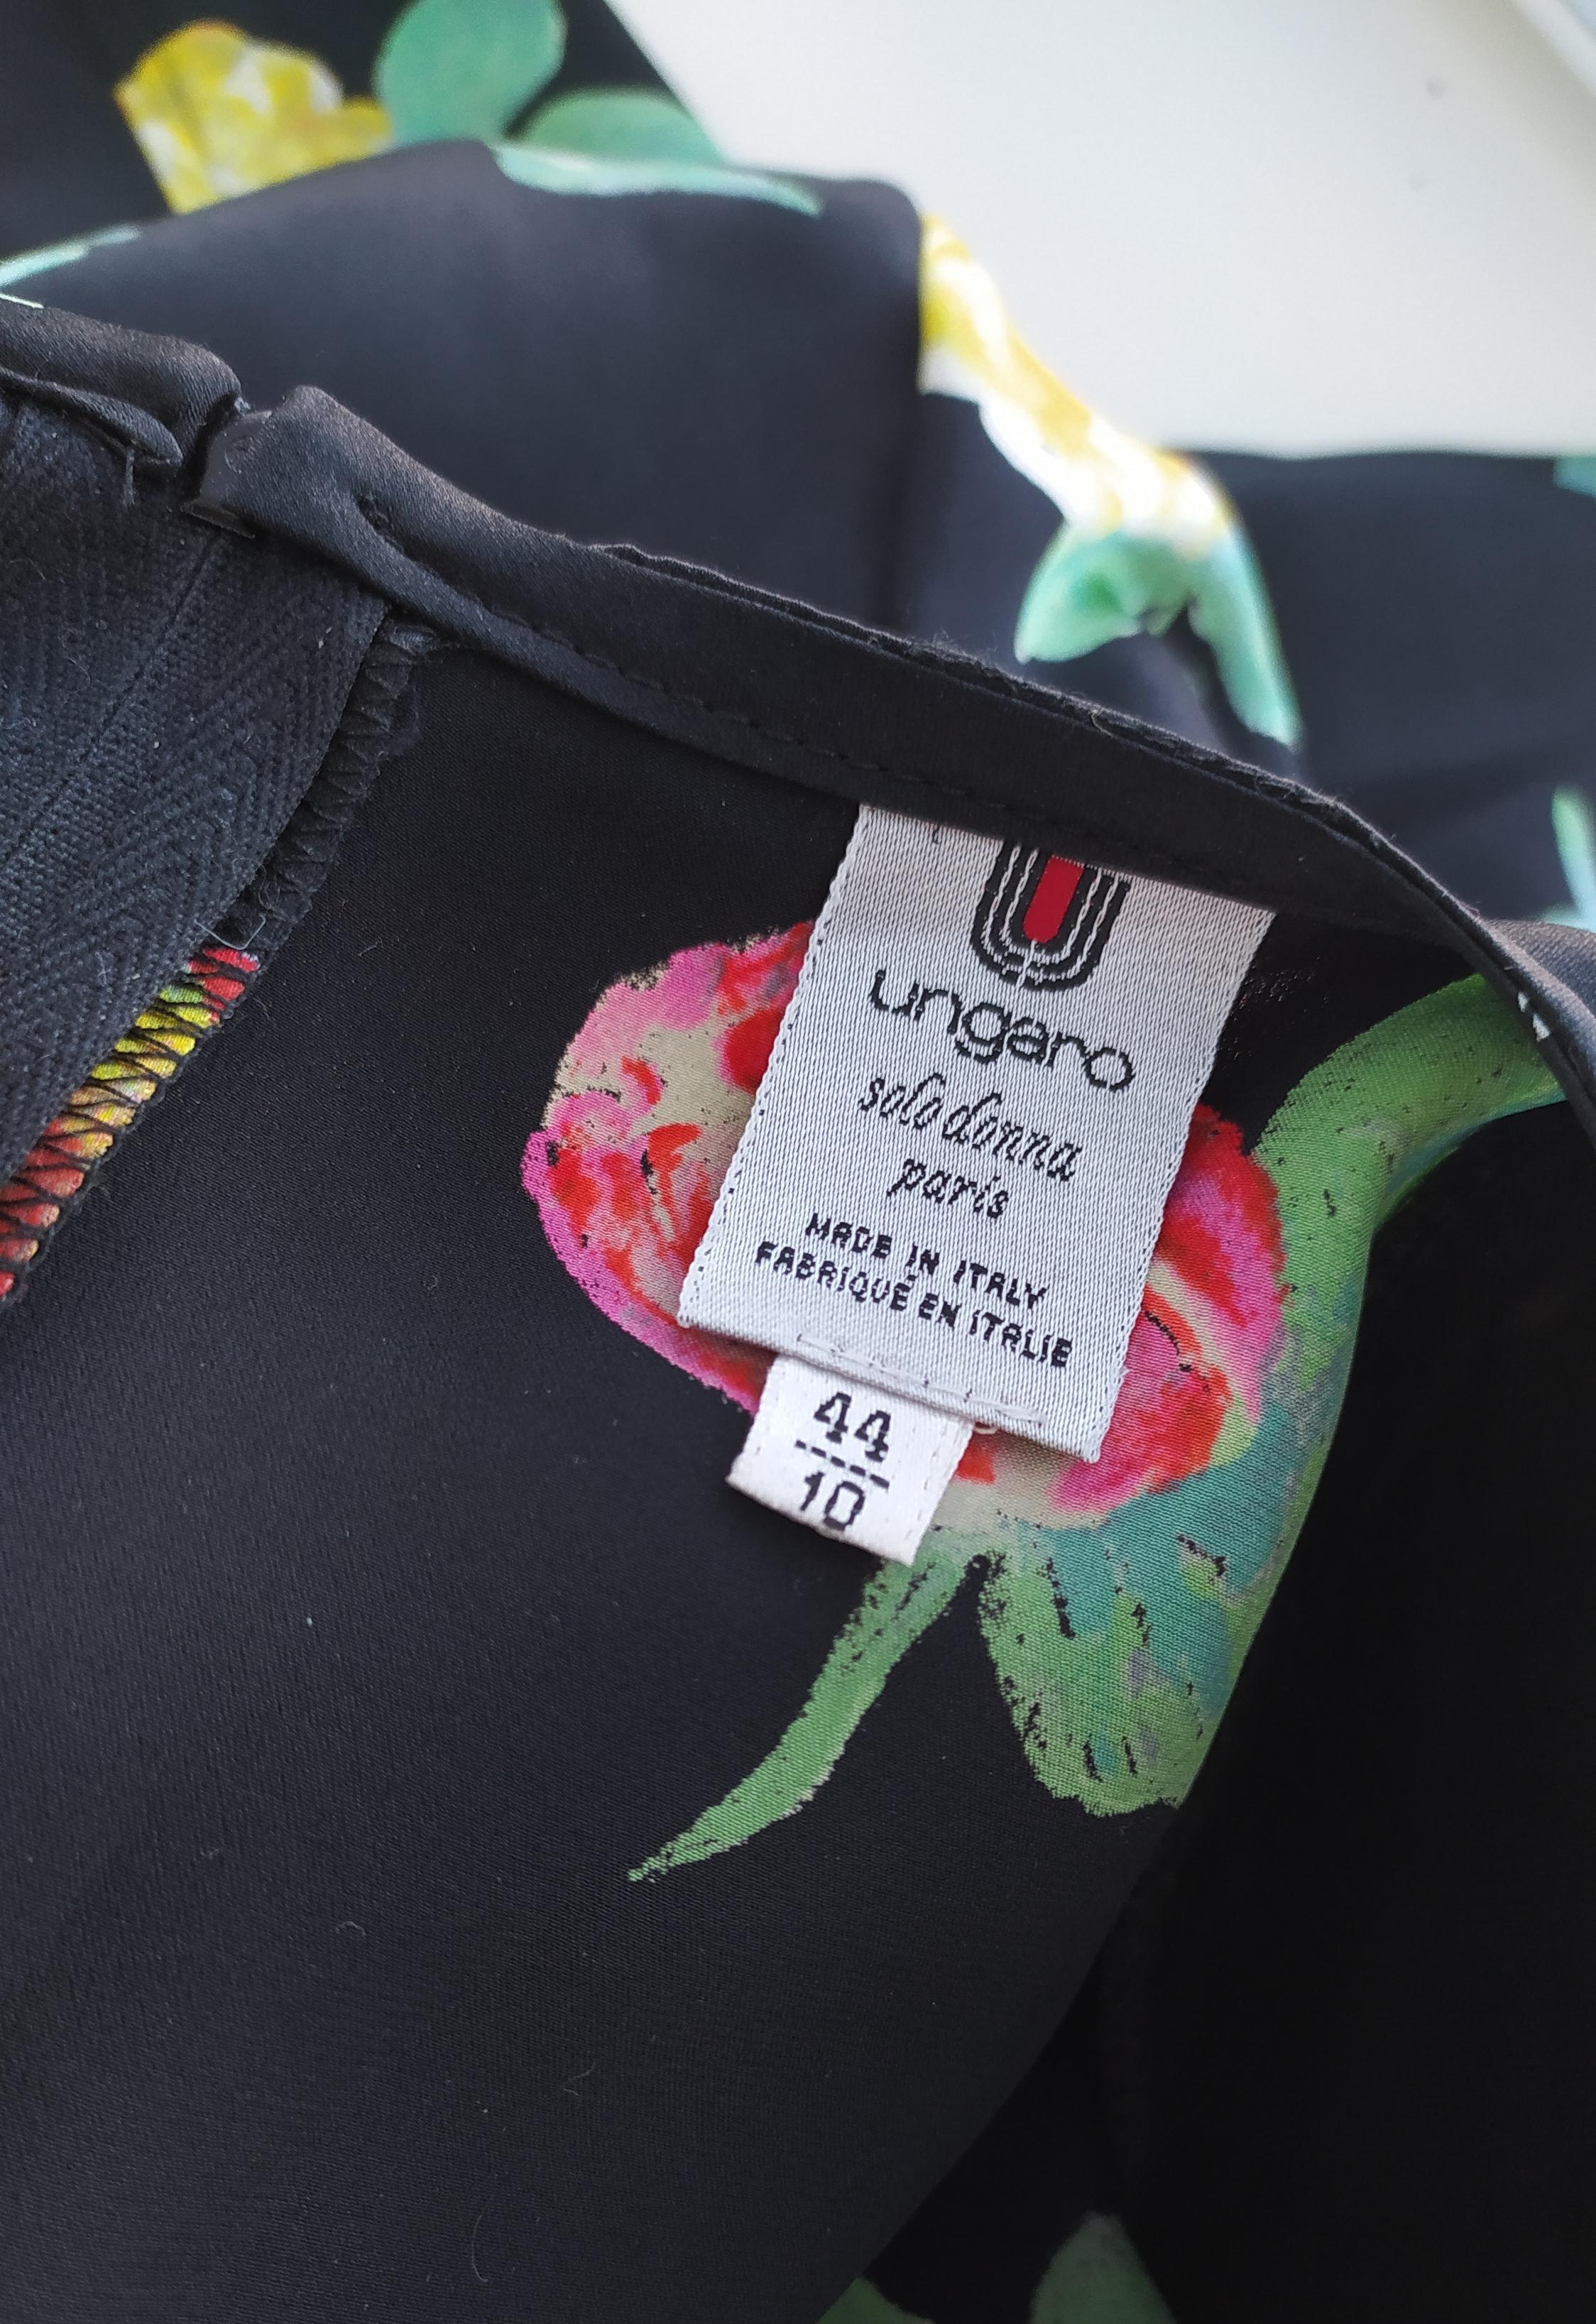 ungaro
solo donna
paris
MADE IN ITALY
FABRIQUÉ EN ITALIE
44
10